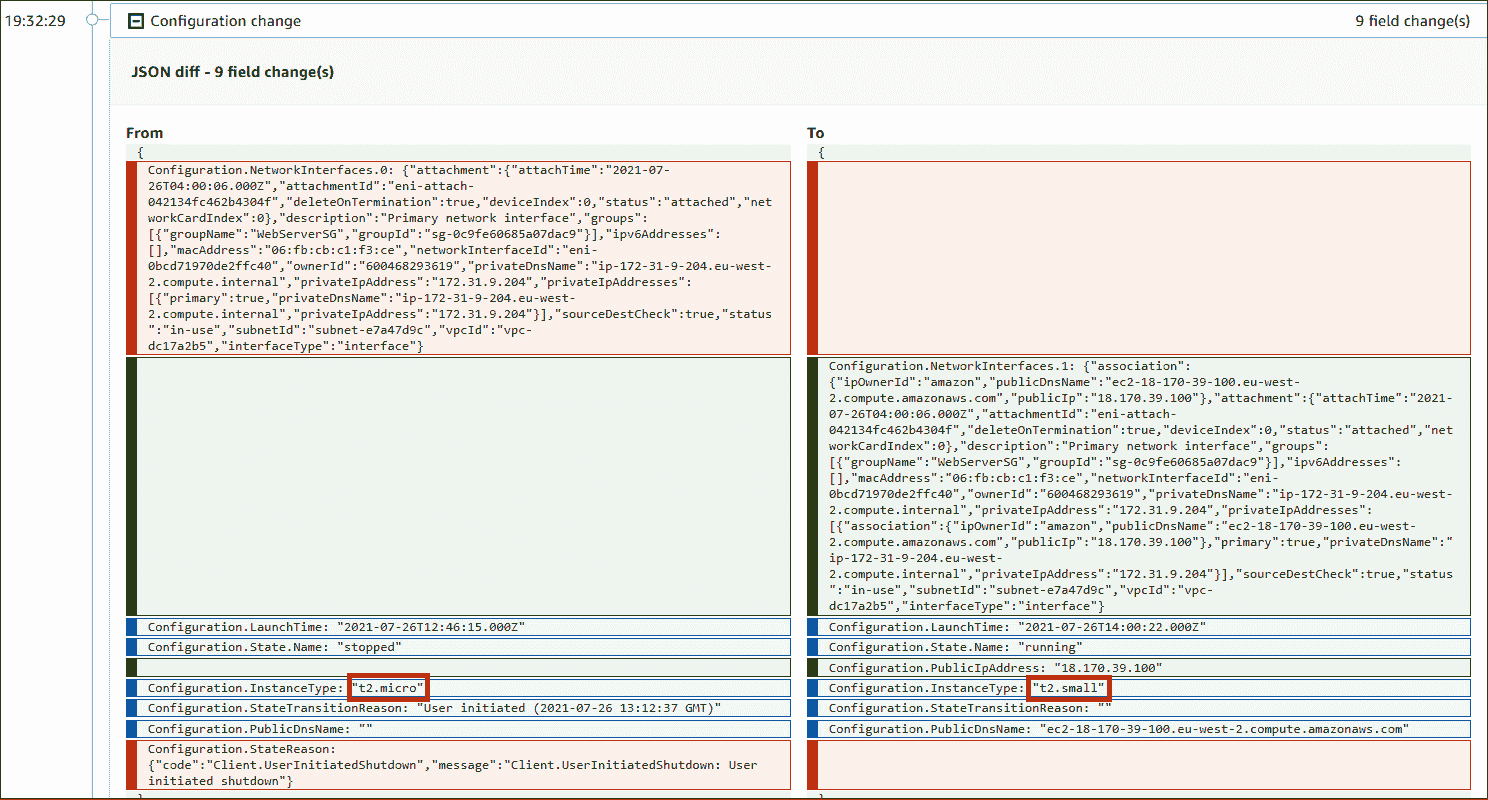 19:32:29
Configuration change
9 field change(s)
JSON diff - 9 field change(s)
From
{
Configuration.NetworkInterfaces.0: {"attachment":{"attachTime":"2021-07-
26T04:00:06.000Z","attachmentId":"eni-attach-
042134fc462b4304f","deleteOnTermination":true,"deviceIndex":0,"status":"attached","net
workCardIndex":0},"description":"Primary network interface","groups":
[{"groupName":"WebServerSG","groupId":"sg-0c9fe60685a07dac9"}],"ipv6Addresses":
[],"macAddress":"06:fb:cb:c1:f3:ce","networkInterfaceId":"eni-
0bcd71970de2ffc40","ownerId":"600468293619","privateDnsName":"ip-172-31-9-204.eu-west-
2.compute.internal","privateIpAddress":"172.31.9.204","privateIpAddresses":
[{"primary":true,"privateDnsName":"ip-172-31-9-204.eu-west-
2.compute.internal","privateIpAddress":"172.31.9.204"}],"sourceDestCheck":true,"status
":"in-use","subnetId":"subnet-e7a47d9c","vpcId":"vpc-
dc17a2b5","interfaceType":"interface"}
Configuration.LaunchTime: "2021-07-26T12:46:15.000Z"
Configuration.State.Name: "stopped"
Configuration.InstanceType: "t2.micro"
Configuration.StateTransitionReason: "User initiated (2021-07-26 13:12:37 GMT)"
Configuration.PublicDnsName: ""
Configuration.StateReason:
{"code":"Client.UserInitiatedShutdown","message":"Client.UserInitiatedShutdown: User
initiated shutdown"}
}
To
{
Configuration.NetworkInterfaces.1: {"association":
{"ipOwnerId":"amazon","publicDnsName":"ec2-18-170-39-100.eu-west-
2.compute.amazonaws.com","publicIp":"18.170.39.100"},"attachment":{"attachTime":"2021-
07-26T04:00:06.000Z","attachmentId":"eni-attach-
042134fc462b4304f","deleteOnTermination":true,"deviceIndex":0,"status":"attached","net
workCardIndex":0},"description":"Primary network interface","groups":
[{"groupName":"WebServerSG","groupId":"sg-0c9fe60685a07dac9"}],"ipv6Addresses":
[],"macAddress":"06:fb:cb:c1:f3:ce","networkInterfaceId":"eni-
0bcd71970de2ffc40","ownerId":"600468293619","privateDnsName":"ip-172-31-9-204.eu-west-
2.compute.internal","privateIpAddress":"172.31.9.204","privateIpAddresses":
[{"association":{"ipOwnerId":"amazon","publicDnsName":"ec2-18-170-39-100.eu-west-
2.compute.amazonaws.com","publicIp":"18.170.39.100"},"primary":true,"privateDnsName":"
ip-172-31-9-204.eu-west-
2.compute.internal","privateIpAddress":"172.31.9.204"}],"sourceDestCheck":true,"status
":"in-use","subnetId":"subnet-e7a47d9c","vpcId":"vpc-
dc17a2b5","interfaceType":"interface"}
Configuration.LaunchTime: "2021-07-26T14:00:22.000Z"
Configuration.State.Name: "running"
Configuration.PublicIpAddress: "18.170.39.100"
Configuration.InstanceType: "t2.small"
Configuration.StateTransitionReason: ""
Configuration.PublicDnsName: "ec2-18-170-39-100.eu-west-2.compute.amazonaws.com"
}